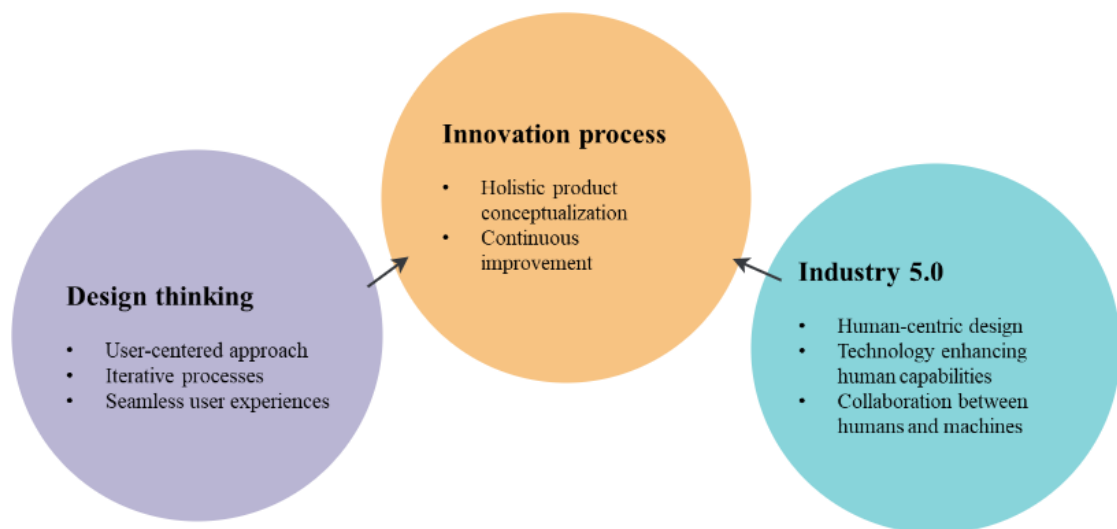 Innovation process
• Holistic product
conceptualization
• Continuous
improvement
Design thinking
• User-centered approach
• Iterative processes
• Seamless user experiences
Industry 5.0
• Human-centric design
• Technology enhancing
human capabilities
• Collaboration between
humans and machines